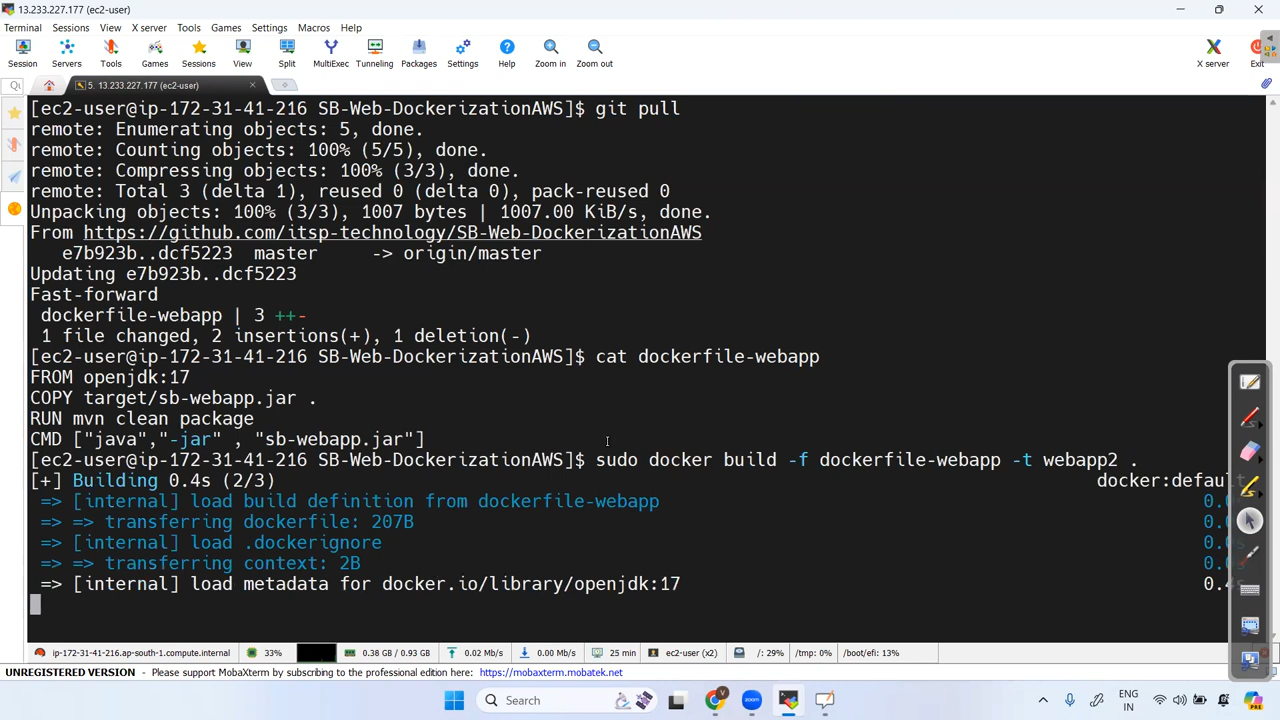 13.233.227.177 (ec2-user)
Terminal Sessions View X server Tools Games Settings Macros Help
Session Servers Tools Games Sessions View Split MultiExec Tunneling Packages Settings Help Zoom in Zoom out X server Exit
5. 13.233.227.177 (ec2-user)
[ec2-user@ip-172-31-41-216 SB-Web-DockerizationAWS]$ git pull
remote: Enumerating objects: 5, done.
remote: Counting objects: 100% (5/5), done.
remote: Compressing objects: 100% (3/3), done.
remote: Total 3 (delta 1), reused 0 (delta 0), pack-reused 0
Unpacking objects: 100% (3/3), 1007 bytes | 1007.00 KiB/s, done.
From https://github.com/itsp-technology/SB-Web-DockerizationAWS
e7b923b..dcf5223 master -> origin/master
Updating e7b923b..dcf5223
Fast-forward
dockerfile-webapp | 3 ++-
1 file changed, 2 insertions(+), 1 deletion(-)
[ec2-user@ip-172-31-41-216 SB-Web-DockerizationAWS]$ cat dockerfile-webapp
FROM openjdk:17
COPY target/sb-webapp.jar .
RUN mvn clean package
CMD ["java","-jar" , "sb-webapp.jar"]
[ec2-user@ip-172-31-41-216 SB-Web-DockerizationAWS]$ sudo docker build -f dockerfile-webapp -t webapp2 .
[+] Building 0.4s (2/3) docker:defaul
=> [internal] load build definition from dockerfile-webapp 0.
=> => transferring dockerfile: 207B 0.
=> [internal] load .dockerignore 0.
=> => transferring context: 2B 0.
=> [internal] load metadata for docker.io/library/openjdk:17 0.
ip-172-31-41-216.ap-south-1.compute.internal 33% 0.38 GB / 0.93 GB 0.02 Mb/s 0.00 Mb/s 25 min ec2-user (x2) /: 29% /tmp: 0% /boot/efi: 13%
UNREGISTERED VERSION - Please support MobaXterm by subscribing to the professional edition here: https://mobaxterm.mobatek.net
Search zoom ENG
IN